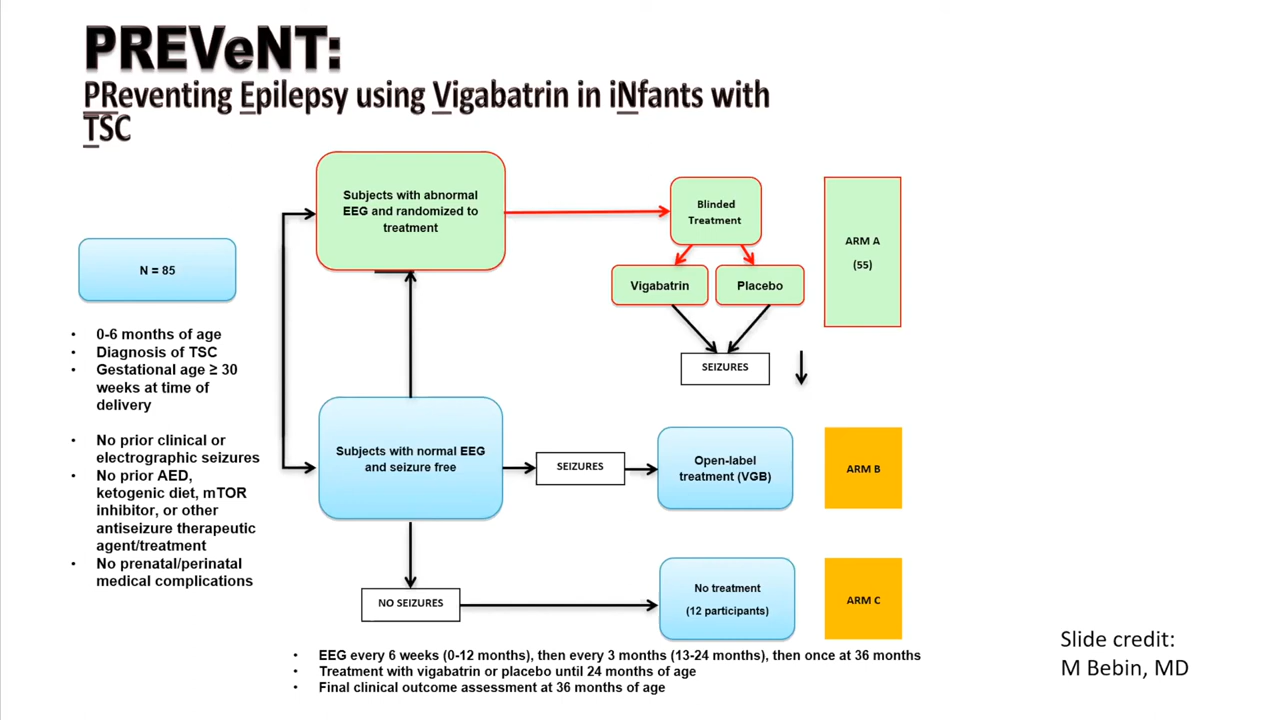 PREVeNT:
PReventing Epilepsy using Vigabatrin in iNfants with
TSC
N = 85
• 0-6 months of age
• Diagnosis of TSC
• Gestational age ≥ 30
weeks at time of
delivery
• No prior clinical or
electrographic seizures
• No prior AED,
ketogenic diet, mTOR
inhibitor, or other
antiseizure therapeutic
agent/treatment
• No prenatal/perinatal
medical complications
Subjects with abnormal
EEG and randomized to
treatment
Blinded
Treatment
Vigabatrin
Placebo
SEIZURES
ARM A
(55)
Subjects with normal EEG
and seizure free
SEIZURES
Open-label
treatment (VGB)
ARM B
NO SEIZURES
No treatment
(12 participants)
ARM C
• EEG every 6 weeks (0-12 months), then every 3 months (13-24 months), then once at 36 months
• Treatment with vigabatrin or placebo until 24 months of age
• Final clinical outcome assessment at 36 months of age
Slide credit:
M Bebin, MD